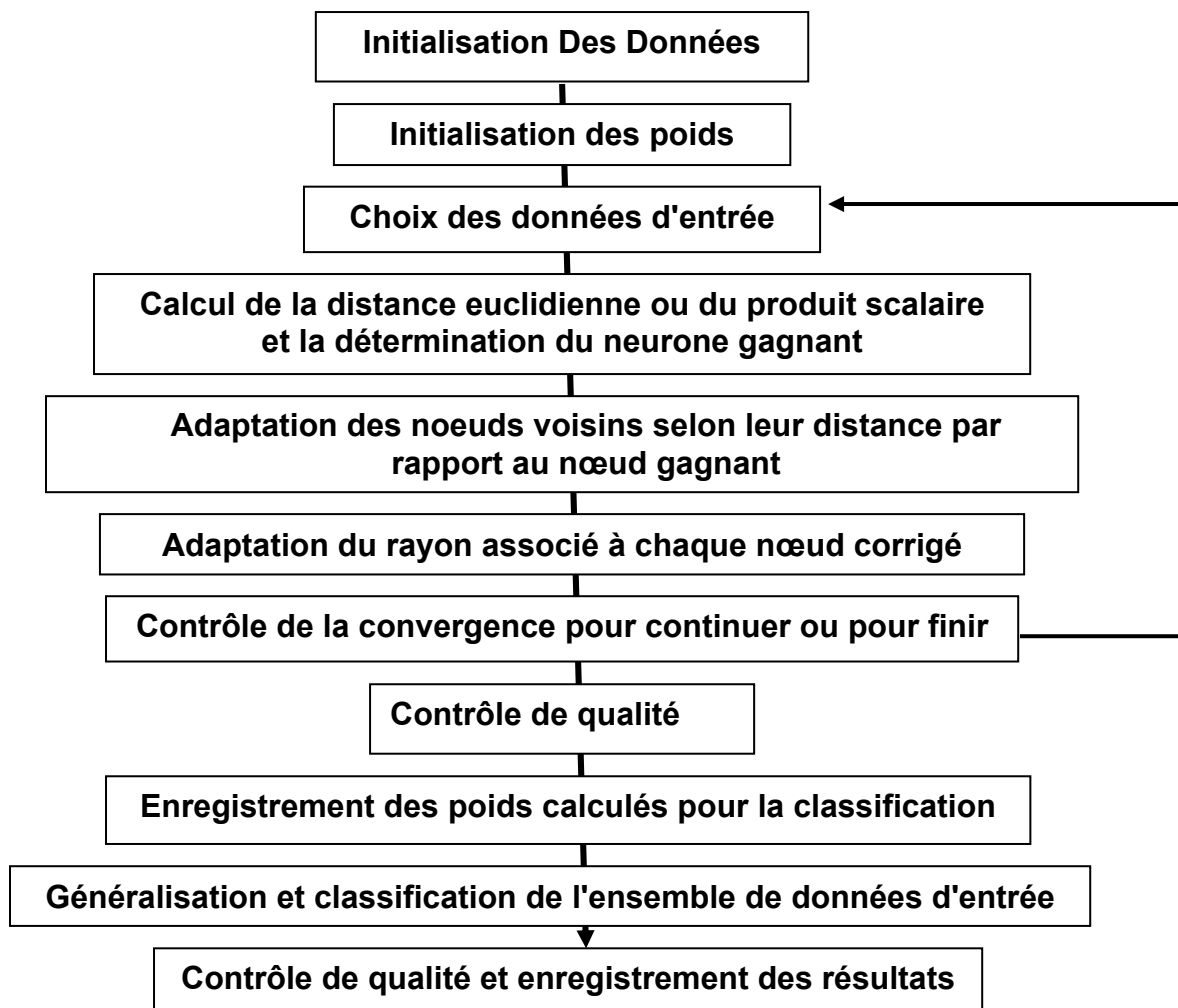 Initialisation Des Données
Initialisation des poids
Choix des données d'entrée
Calcul de la distance euclidienne ou du produit scalaire
et la détermination du neurone gagnant
Adaptation des noeuds voisins selon leur distance par
rapport au nœud gagnant
Adaptation du rayon associé à chaque nœud corrigé
Contrôle de la convergence pour continuer ou pour finir
Contrôle de qualité
Enregistrement des poids calculés pour la classification
Généralisation et classification de l'ensemble de données d'entrée
Contrôle de qualité et enregistrement des résultats